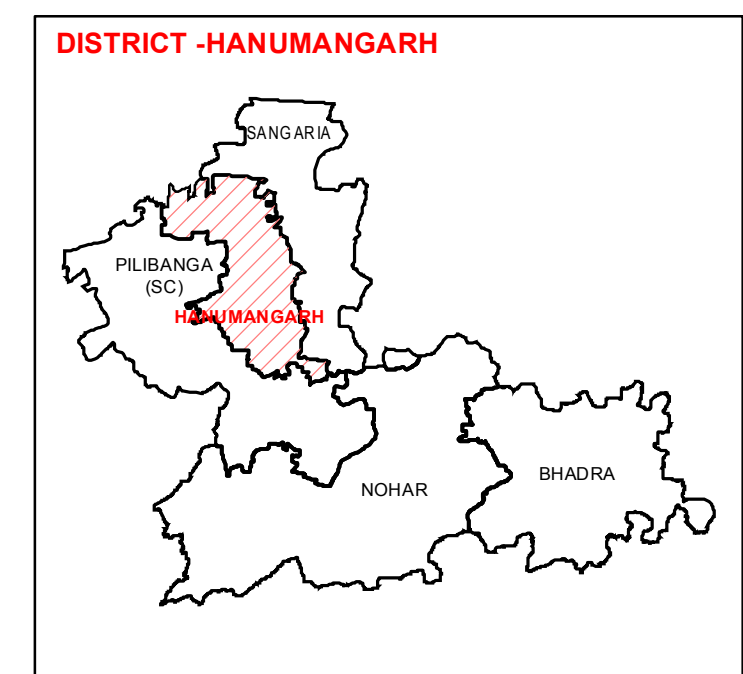 DISTRICT -HANUMANGARH
SANGARIA
PILIBANGA
(SC)
HANUMANGARH
NOHAR
BHADRA